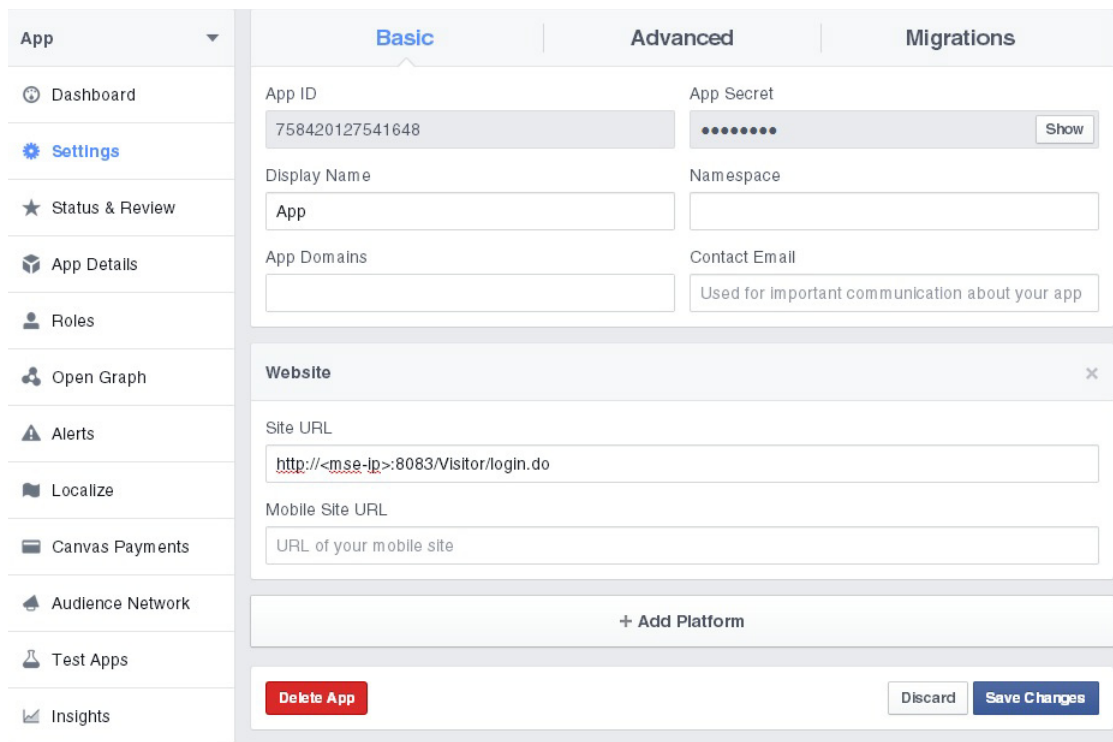 App
Dashboard
Settings
Status & Review
App Details
Roles
Open Graph
Alerts
Localize
Canvas Payments
Audience Network
Test Apps
Insights
Basic Advanced Migrations
App ID App Secret
758420127541648 •••••••• Show
Display Name Namespace
App
App Domains Contact Email
Used for important communication about your app
Website ×
Site URL
http://<mse-ip>:8083/Visitor/login.do
Mobile Site URL
URL of your mobile site
+ Add Platform
Delete App Discard Save Changes